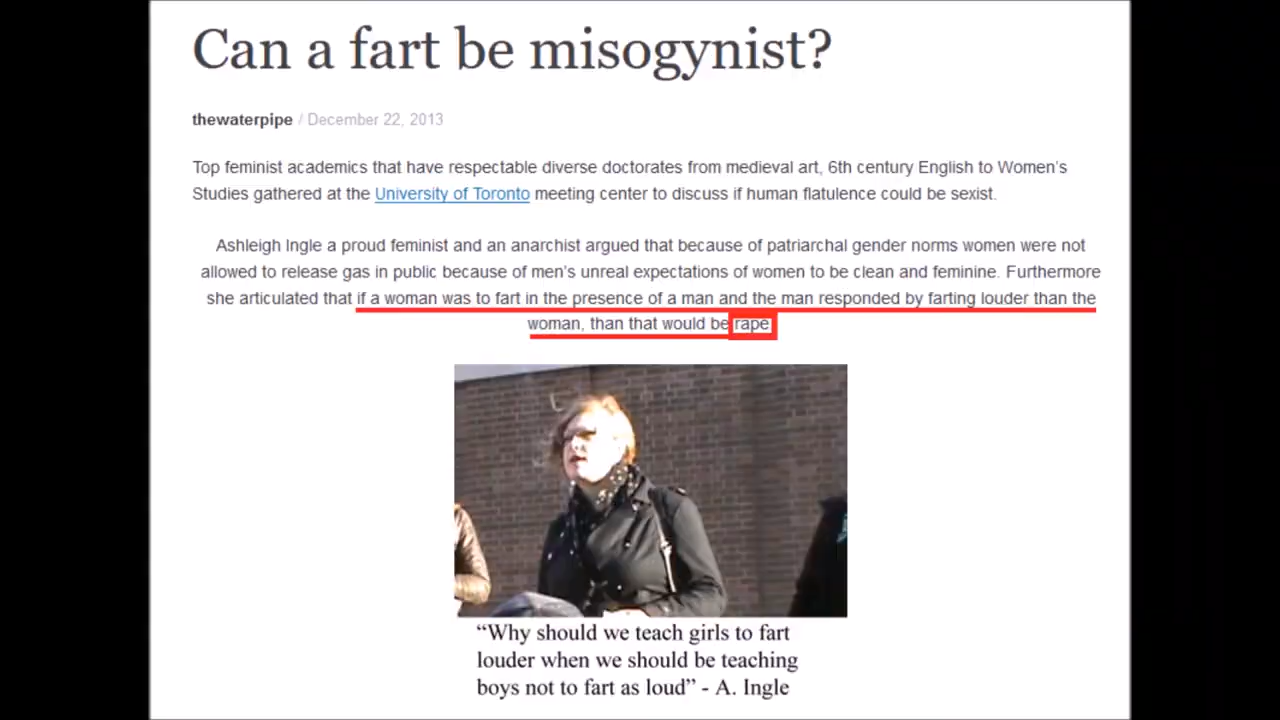 Can a fart be misogynist?
thewaterpipe / December 22, 2013
Top feminist academics that have respectable diverse doctorates from medieval art, 6th century English to Women's
Studies gathered at the University of Toronto meeting center to discuss if human flatulence could be sexist.
Ashleigh Ingle a proud feminist and an anarchist argued that because of patriarchal gender norms women were not
allowed to release gas in public because of men's unreal expectations of women to be clean and feminine. Furthermore
she articulated that if a woman was to fart in the presence of a man and the man responded by farting louder than the
woman, than that would be rape
“Why should we teach girls to fart
louder when we should be teaching
boys not to fart as loud” - A. Ingle